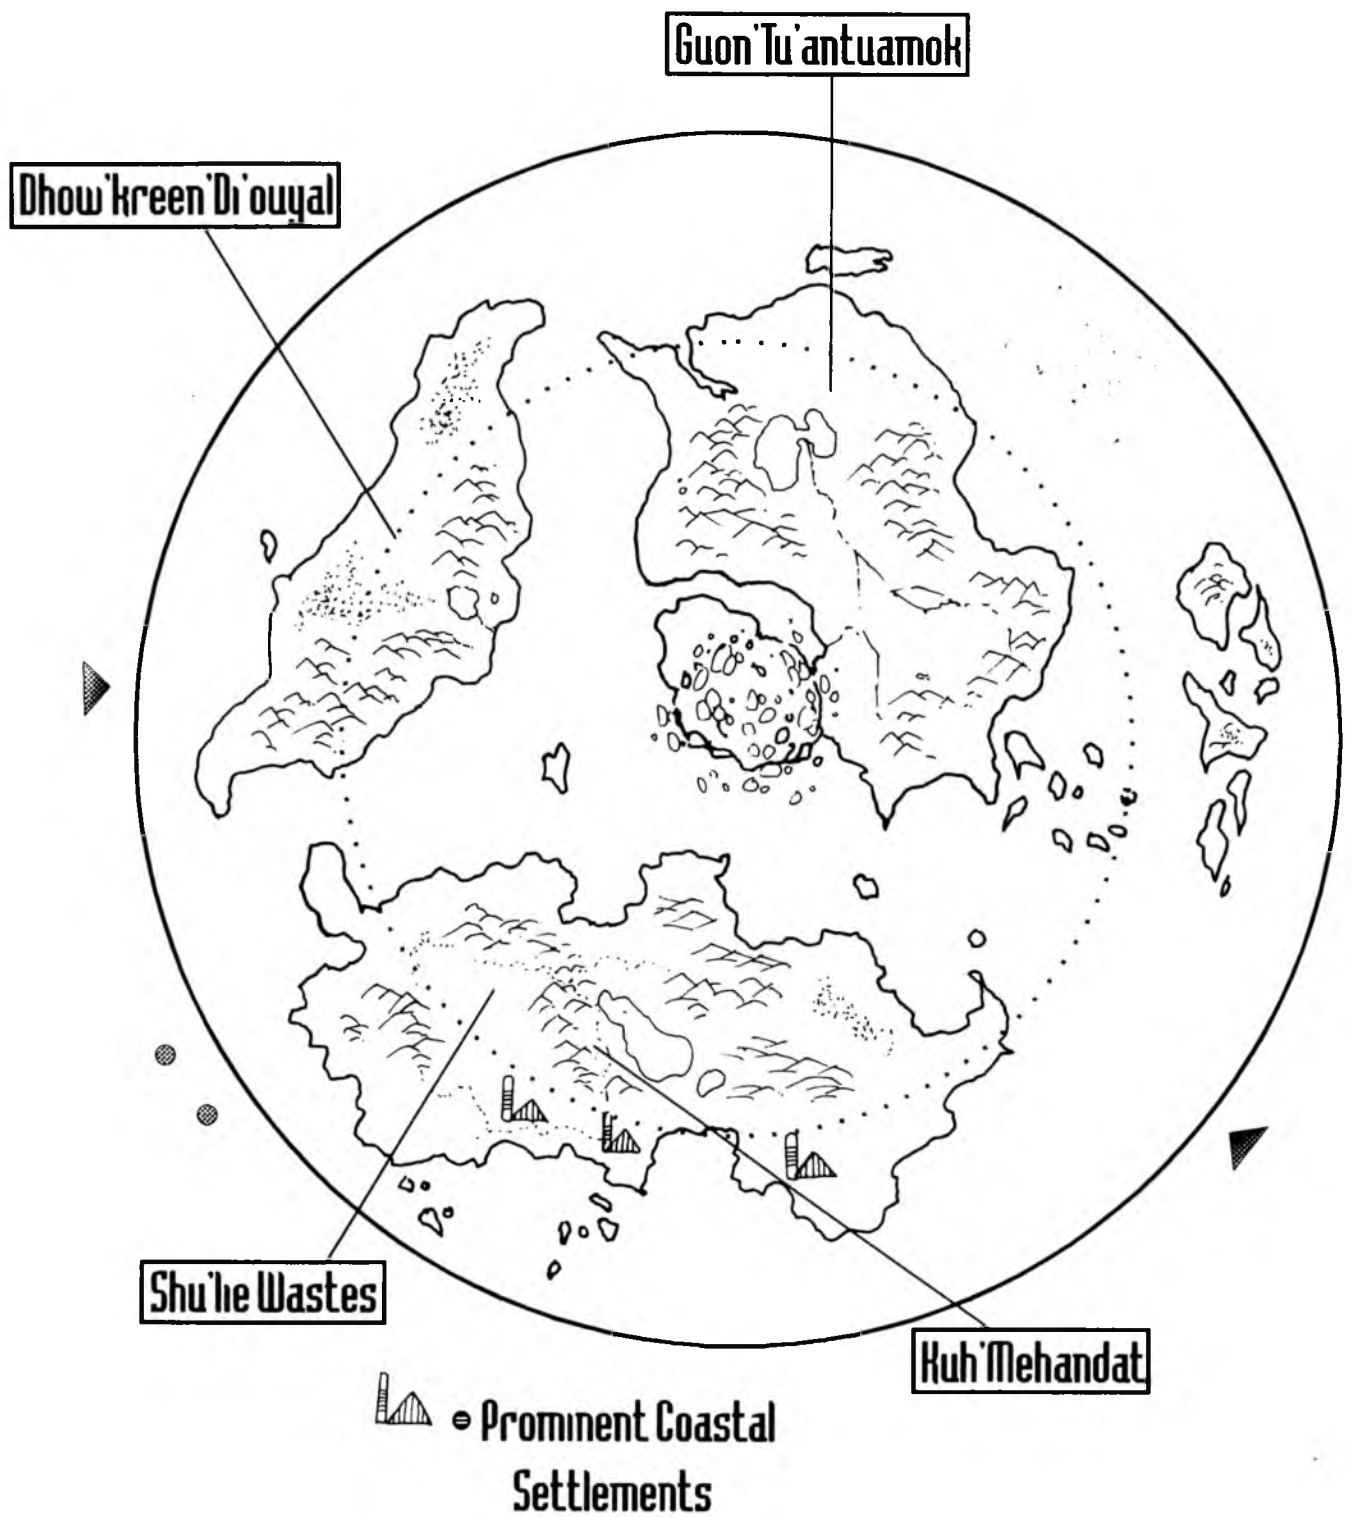 Guon'Tu'antuamok
Dhow'kreen'Di'ouyal
Shu'lie Wastes
Kuh'Mehandat
Prominent Coastal
Settlements